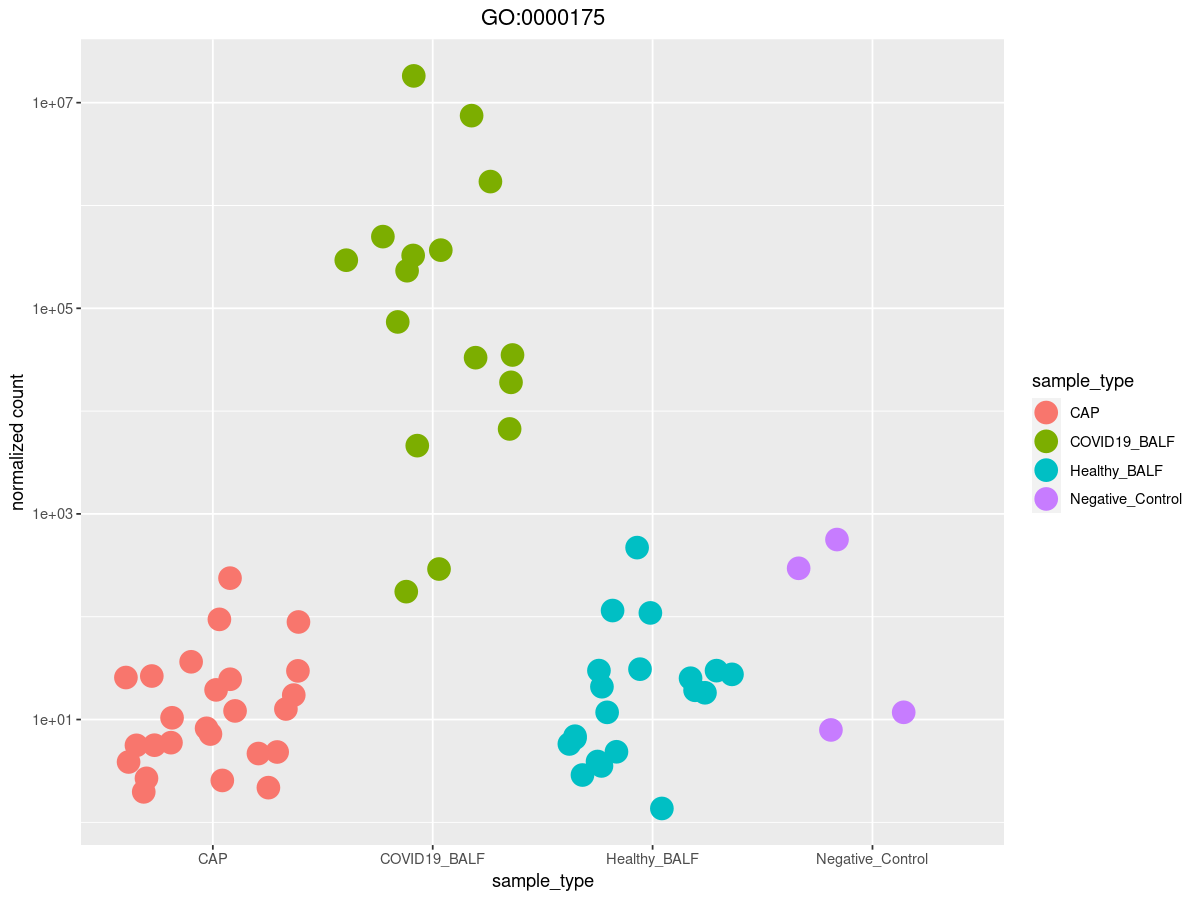 GO:0000175
1e+07
1e+05
1e+03
1e+01
normalized count
CAP
COVID19_BALF
Healthy_BALF
Negative_Control
sample_type
sample_type
CAP
COVID19_BALF
Healthy_BALF
Negative_Control